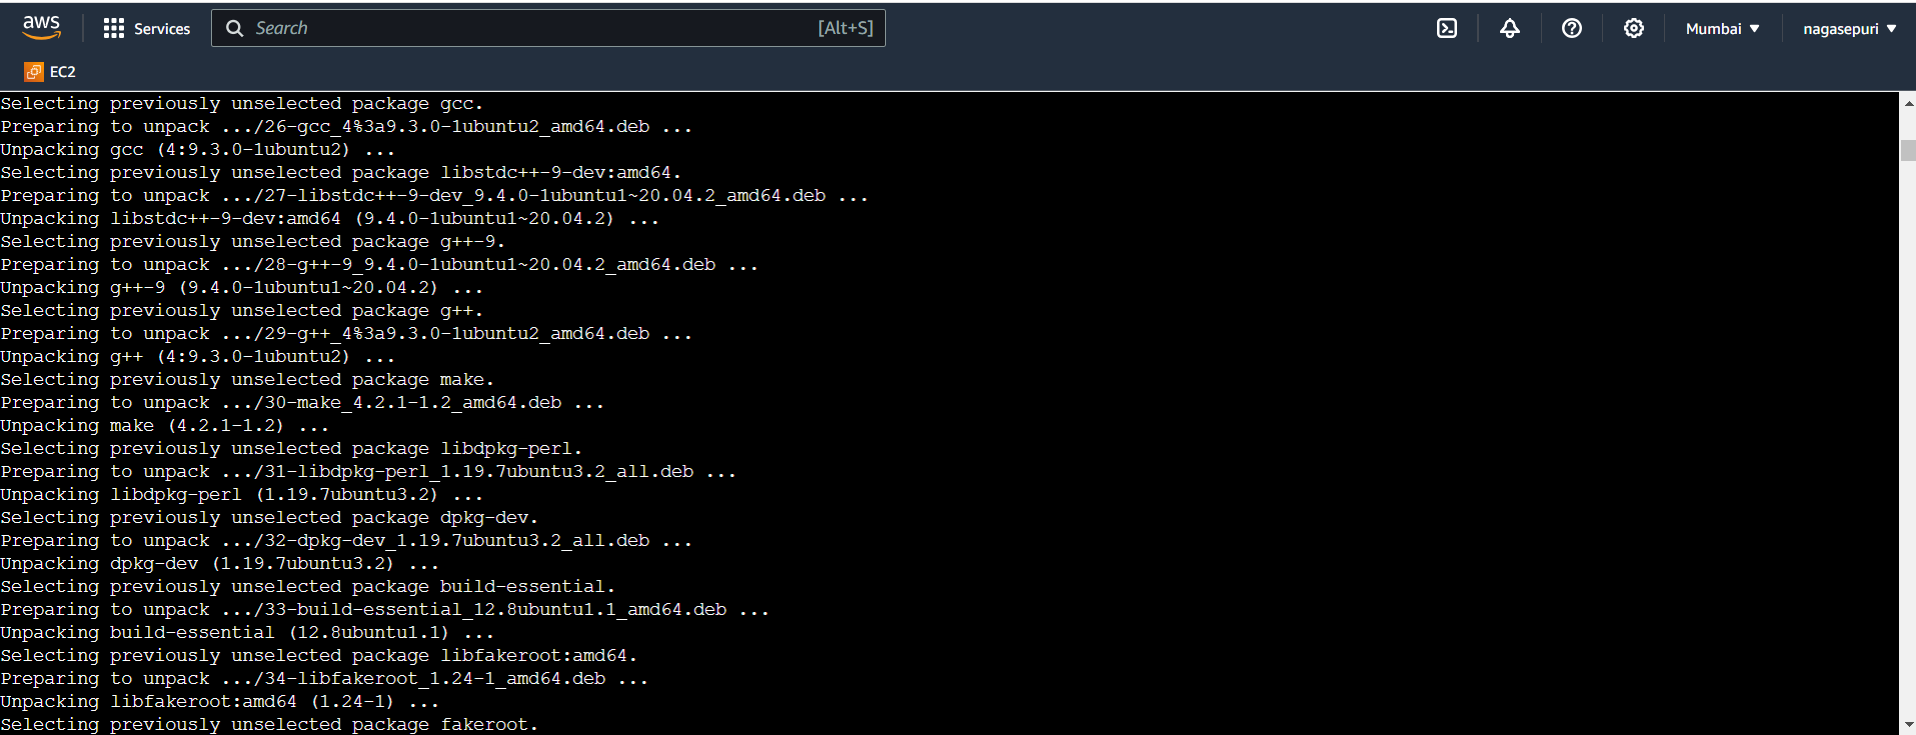 aws
Services
Search
[Alt+S]
Mumbai
nagasepuri
EC2
Selecting previously unselected package gcc.
Preparing to unpack .../26-gcc_4%3a9.3.0-1ubuntu2_amd64.deb ...
Unpacking gcc (4:9.3.0-1ubuntu2) ...
Selecting previously unselected package libstdc++-9-dev:amd64.
Preparing to unpack .../27-libstdc++-9-dev_9.4.0-1ubuntu1~20.04.2_amd64.deb ...
Unpacking libstdc++-9-dev:amd64 (9.4.0-1ubuntu1~20.04.2) ...
Selecting previously unselected package g++-9.
Preparing to unpack .../28-g++-9_9.4.0-1ubuntu1~20.04.2_amd64.deb ...
Unpacking g++-9 (9.4.0-1ubuntu1~20.04.2) ...
Selecting previously unselected package g++.
Preparing to unpack .../29-g++_4%3a9.3.0-1ubuntu2_amd64.deb ...
Unpacking g++ (4:9.3.0-1ubuntu2) ...
Selecting previously unselected package make.
Preparing to unpack .../30-make_4.2.1-1.2_amd64.deb ...
Unpacking make (4.2.1-1.2) ...
Selecting previously unselected package libdpkg-perl.
Preparing to unpack .../31-libdpkg-perl_1.19.7ubuntu3.2_all.deb ...
Unpacking libdpkg-perl (1.19.7ubuntu3.2) ...
Selecting previously unselected package dpkg-dev.
Preparing to unpack .../32-dpkg-dev_1.19.7ubuntu3.2_all.deb ...
Unpacking dpkg-dev (1.19.7ubuntu3.2) ...
Selecting previously unselected package build-essential.
Preparing to unpack .../33-build-essential_12.8ubuntu1.1_amd64.deb ...
Unpacking build-essential (12.8ubuntu1.1) ...
Selecting previously unselected package libfakeroot:amd64.
Preparing to unpack .../34-libfakeroot_1.24-1_amd64.deb ...
Unpacking libfakeroot:amd64 (1.24-1) ...
Selecting previously unselected package fakeroot.